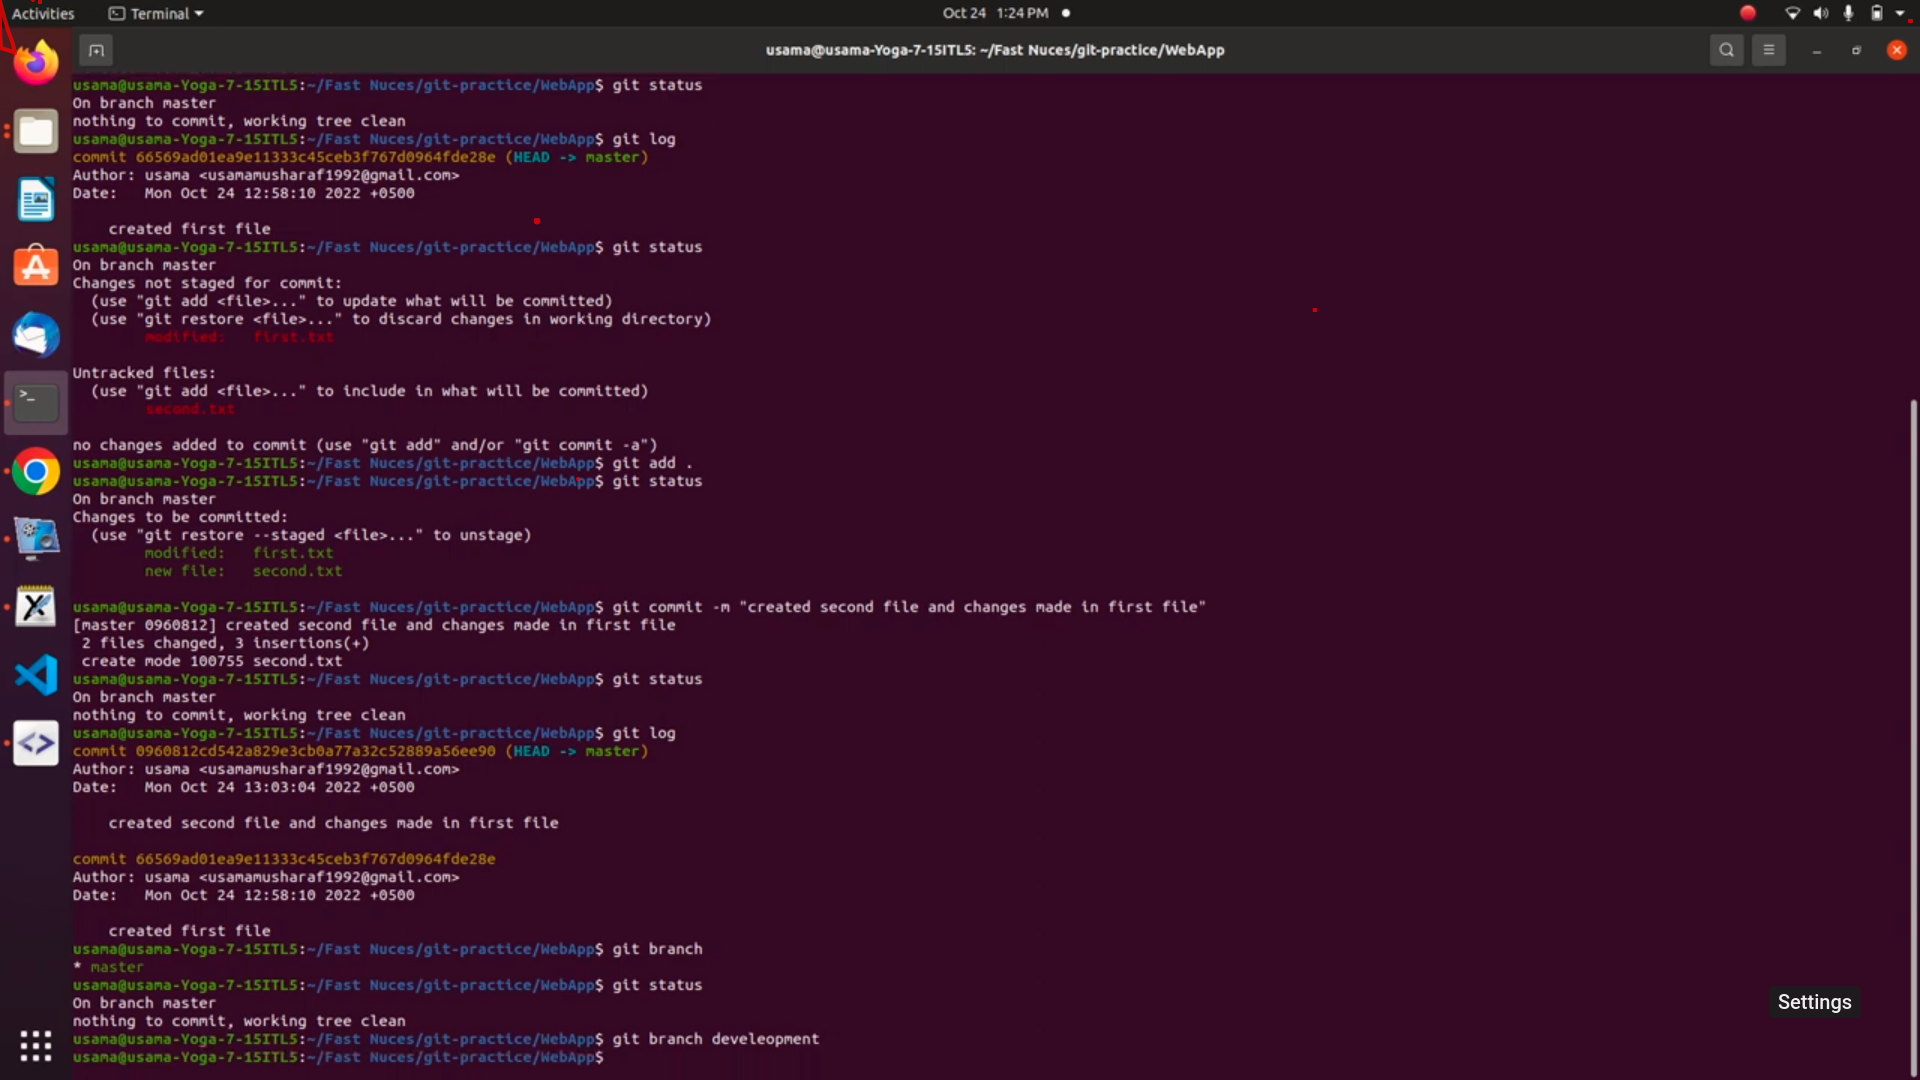 Activities
Terminal
Oct 24 1:24 PM
usama@usama-Yoga-7-15ITL5: ~/Fast Nuces/git-practice/WebApp
usama@usama-Yoga-7-15ITL5:~/Fast Nuces/git-practice/WebApp$ git status
On branch master
nothing to commit, working tree clean
usama@usama-Yoga-7-15ITL5:~/Fast Nuces/git-practice/WebApp$ git log
commit 66569ad01ea9e11333c45ceb3f767d0964fde28e (HEAD -> master)
Author: usama <usamamusharaf1992@gmail.com>
Date:   Mon Oct 24 12:58:10 2022 +0500
created first file
usama@usama-Yoga-7-15ITL5:~/Fast Nuces/git-practice/WebApp$ git status
On branch master
Changes not staged for commit:
(use "git add <file>..." to update what will be committed)
(use "git restore <file>..." to discard changes in working directory)
modified:   first.txt
Untracked files:
(use "git add <file>..." to include in what will be committed)
second.txt
no changes added to commit (use "git add" and/or "git commit -a")
usama@usama-Yoga-7-15ITL5:~/Fast Nuces/git-practice/WebApp$ git add .
usama@usama-Yoga-7-15ITL5:~/Fast Nuces/git-practice/WebApp$ git status
On branch master
Changes to be committed:
(use "git restore --staged <file>..." to unstage)
modified:   first.txt
new file:   second.txt
usama@usama-Yoga-7-15ITL5:~/Fast Nuces/git-practice/WebApp$ git commit -m "created second file and changes made in first file"
[master 0960812] created second file and changes made in first file
2 files changed, 3 insertions(+)
create mode 100755 second.txt
usama@usama-Yoga-7-15ITL5:~/Fast Nuces/git-practice/WebApp$ git status
On branch master
nothing to commit, working tree clean
usama@usama-Yoga-7-15ITL5:~/Fast Nuces/git-practice/WebApp$ git log
commit 0960812cd542a829e3cb0a77a32c52889a56ee90 (HEAD -> master)
Author: usama <usamamusharaf1992@gmail.com>
Date:   Mon Oct 24 13:03:04 2022 +0500
created second file and changes made in first file
commit 66569ad01ea9e11333c45ceb3f767d0964fde28e
Author: usama <usamamusharaf1992@gmail.com>
Date:   Mon Oct 24 12:58:10 2022 +0500
created first file
usama@usama-Yoga-7-15ITL5:~/Fast Nuces/git-practice/WebApp$ git branch
* master
usama@usama-Yoga-7-15ITL5:~/Fast Nuces/git-practice/WebApp$ git status
On branch master
nothing to commit, working tree clean
usama@usama-Yoga-7-15ITL5:~/Fast Nuces/git-practice/WebApp$ git branch develeopment
usama@usama-Yoga-7-15ITL5:~/Fast Nuces/git-practice/WebApp$
Settings